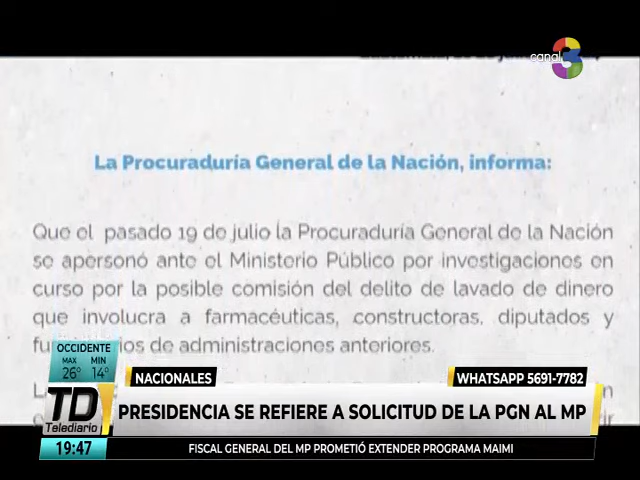 canal 3
La Procuraduría General de la Nación, informa:
Que el pasado 19 de julio la Procuraduría General de la Nación
se apersonó ante el Ministerio Público por investigaciones en
curso por la posible comisión del delito de lavado de dinero
que involucra a farmacéuticas, constructoras, diputados y
de administraciones anteriores.
OCCIDENTE
MAX MIN
26° 14°
NACIONALES
WHATSAPP 5691-7782
TD
Telediario
PRESIDENCIA SE REFIERE A SOLICITUD DE LA PGN AL MP
19:47
FISCAL GENERAL DEL MP PROMETIÓ EXTENDER PROGRAMA MAIMI